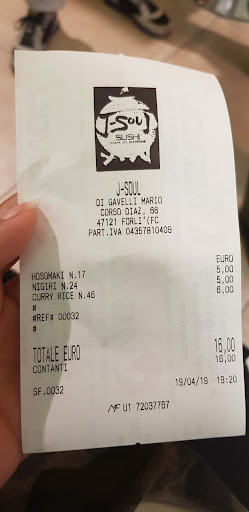 J-SOUL
SUSHI
J-SOUL
DI GAVELLI MARIO
CORSO DIAZ, 66
47121 FORLI'(FC
PART.IVA 04357810409
EURO
HOSOMAKI N.17 5,00
NIGIRI N.24 5,00
CURRY RICE N.46 6,00
#
#REF# 00032
#
TOTALE EURO 16,00
CONTANTI 16,00
SF.0032 19/04/19 19:20
MF U1 72037767